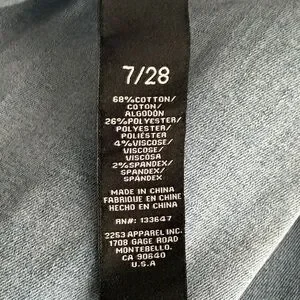 7/28
68%COTTON/
COTON/
ALGODÓN
26%POLYESTER/
POLYESTER/
POLIÉSTER
4%VISCOSE/
VISCOSE/
VISCOSA
2%SPANDEX/
SPANDEX/
SPANDEX
MADE IN CHINA
FABRIQUE EN CHINE
HECHO EN CHINA
RN#: 133647
2253 APPAREL INC.
1708 GAGE ROAD
MONTEBELLO,
CA 90640
U.S.A